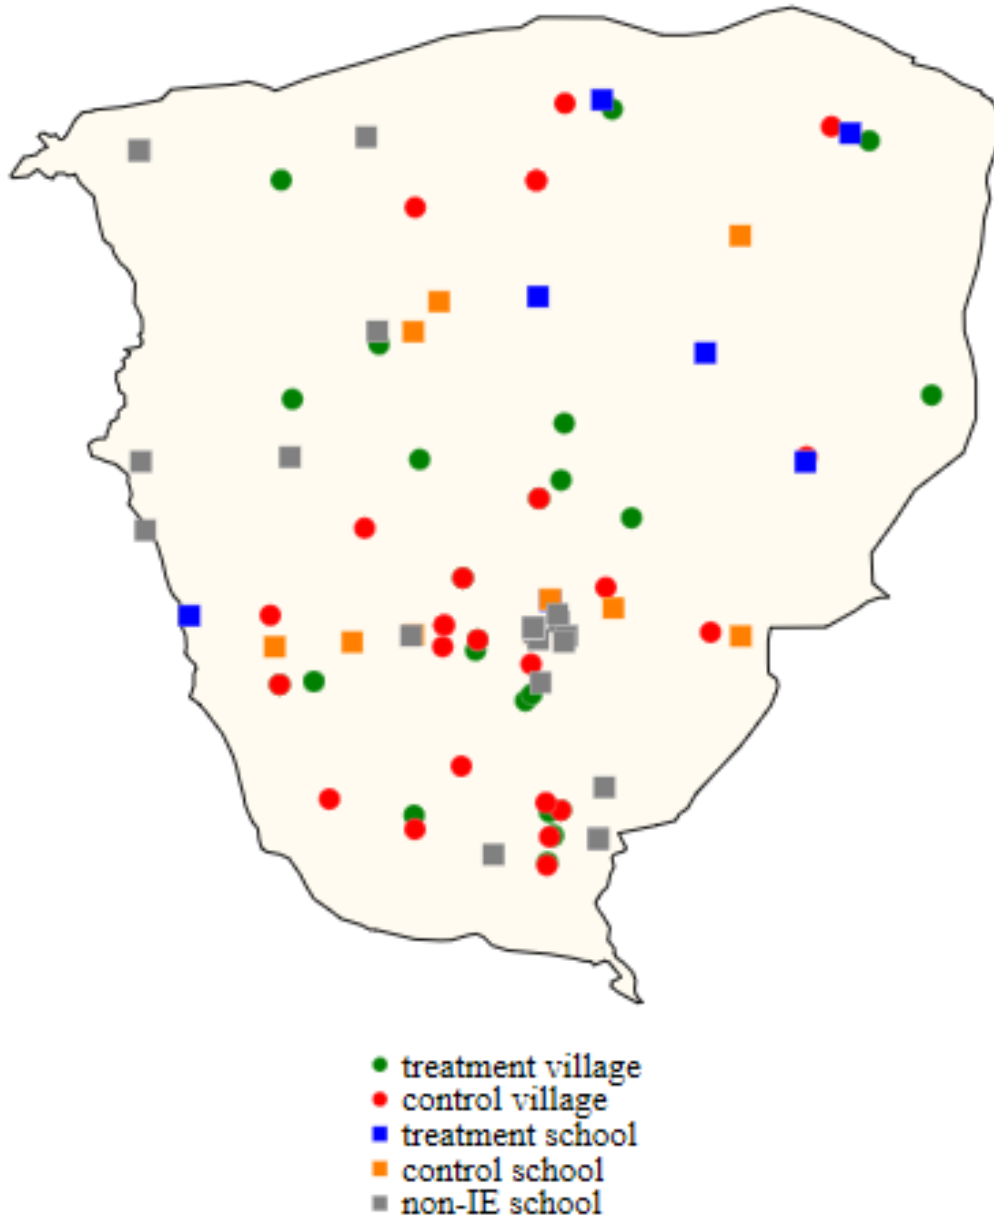 treatment village
control village
treatment school
control school
non-IE school